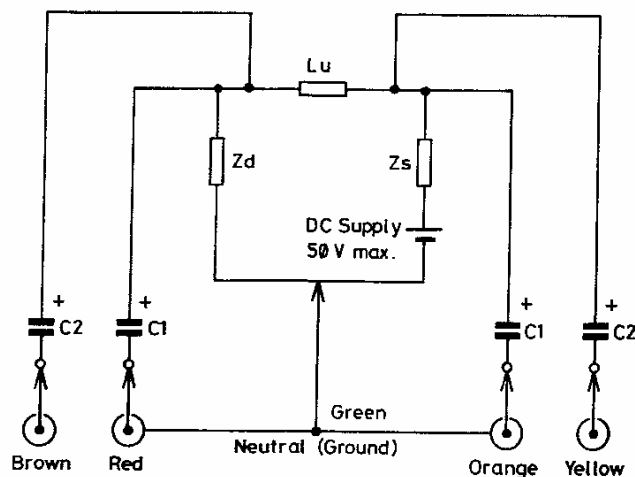 Lu
Zd
Zs
DC Supply
50 V max.
+
C2
+
C1
+
C1
+
C2
Green
Neutral (Ground)
Brown
Red
Orange
Yellow